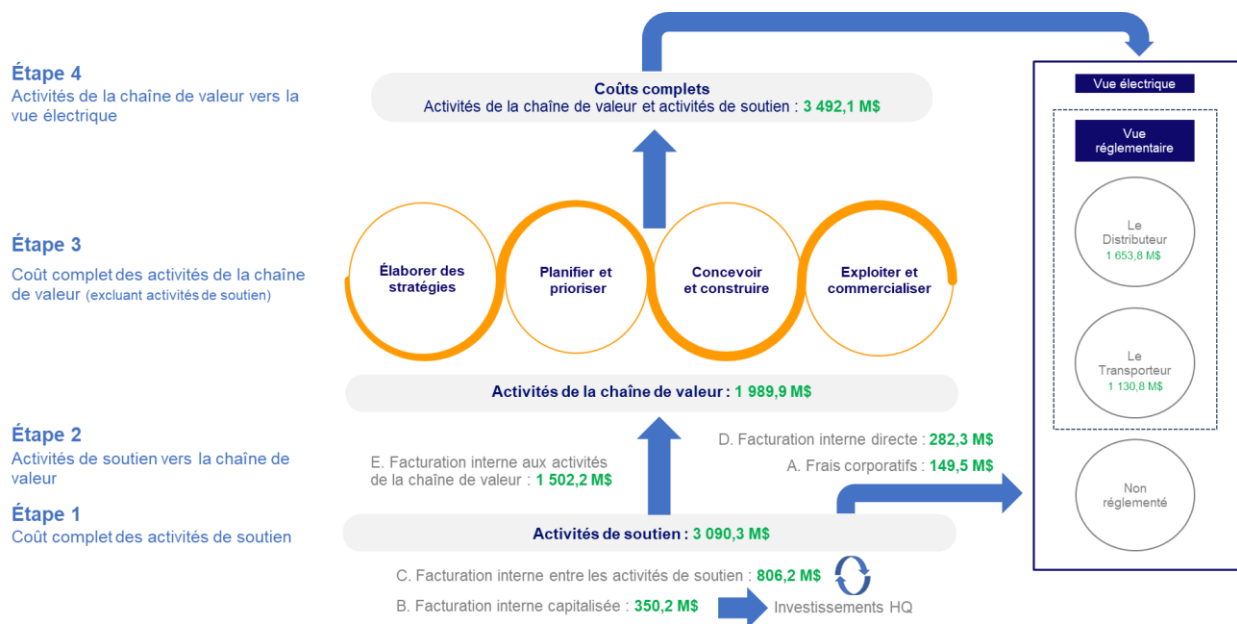 Étape 4
Activités de la chaîne de valeur vers la
vue électrique
Coûts complets
Activités de la chaîne de valeur et activités de soutien : 3 492,1 M$
Vue électrique
Vue
réglementaire
Le
Distributeur
1 653,8 M$
Le
Transporteur
1 130,8 M$
Non
réglementé
Étape 3
Coût complet des activités de la chaîne
de valeur (excluant activités de soutien)
Élaborer des
stratégies
Planifier et
prioriser
Concevoir
et construire
Exploiter et
commercialiser
Activités de la chaîne de valeur : 1 989,9 M$
Étape 2
Activités de soutien vers la chaîne de
valeur
E. Facturation interne aux activités
de la chaîne de valeur : 1 502,2 M$
D. Facturation interne directe : 282,3 M$
A. Frais corporatifs : 149,5 M$
Étape 1
Coût complet des activités de soutien
Activités de soutien : 3 090,3 M$
C. Facturation interne entre les activités de soutien : 806,2 M$
B. Facturation interne capitalisée : 350,2 M$
Investissements HQ